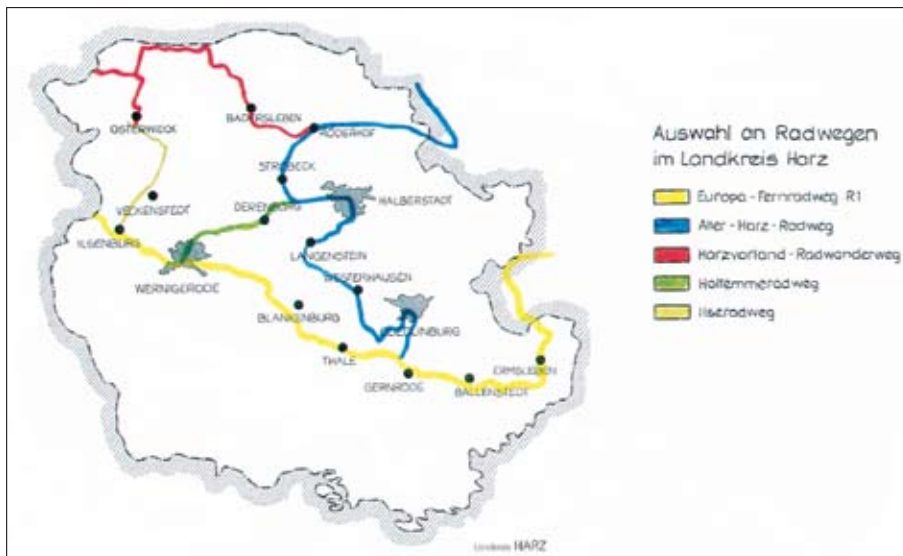 Auswahl an Radwegen
im Landkreis Harz
Europa-Fernradweg R1
Aller-Harz-Radweg
Harzvorland-Radwanderweg
Holtemmeradweg
Ilseradweg
OSTERWIECK
BADERSLEBEN
RODERHOF
STRÖBECK
VECKENSTEDT
DERENBURG
HALBERSTADT
ILSENBURG
LANGENSTEIN
WERNIGERODE
WESTERHAUSEN
BLANKENBURG
QUEDLINBURG
THALE
ERMSLEBEN
GERNRODE
BALLENSTEDT
Landkreis HARZ